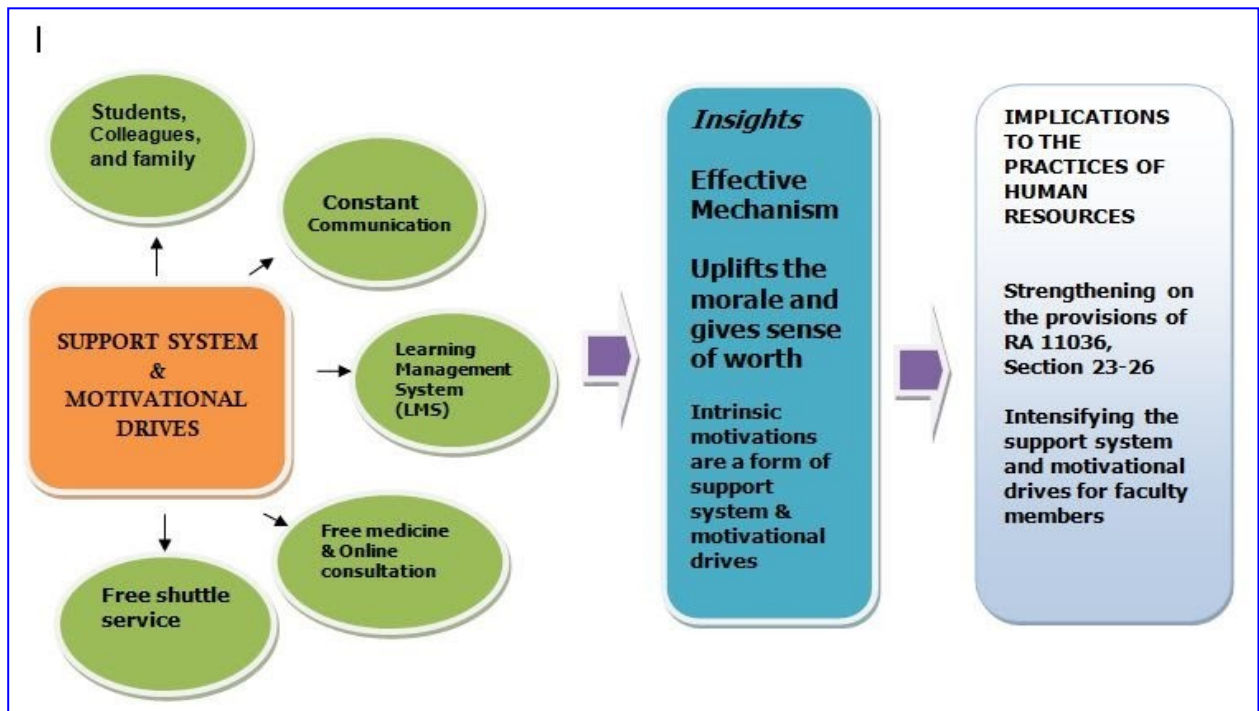 Students,
Colleagues,
and family
Constant
Communication
SUPPORT SYSTEM
&
MOTIVATIONAL
DRIVES
Learning
Management
System
(LMS)
Free medicine
& Online
consultation
Free shuttle
service
Insights
Effective
Mechanism
Uplifts the
morale and
gives sense
of worth
Intrinsic
motivations
are a form of
support
system &
motivational
drives
IMPLICATIONS
TO THE
PRACTICES OF
HUMAN
RESOURCES
Strengthening on
the provisions of
RA 11036,
Section 23-26
Intensifying the
support system
and motivational
drives for faculty
members